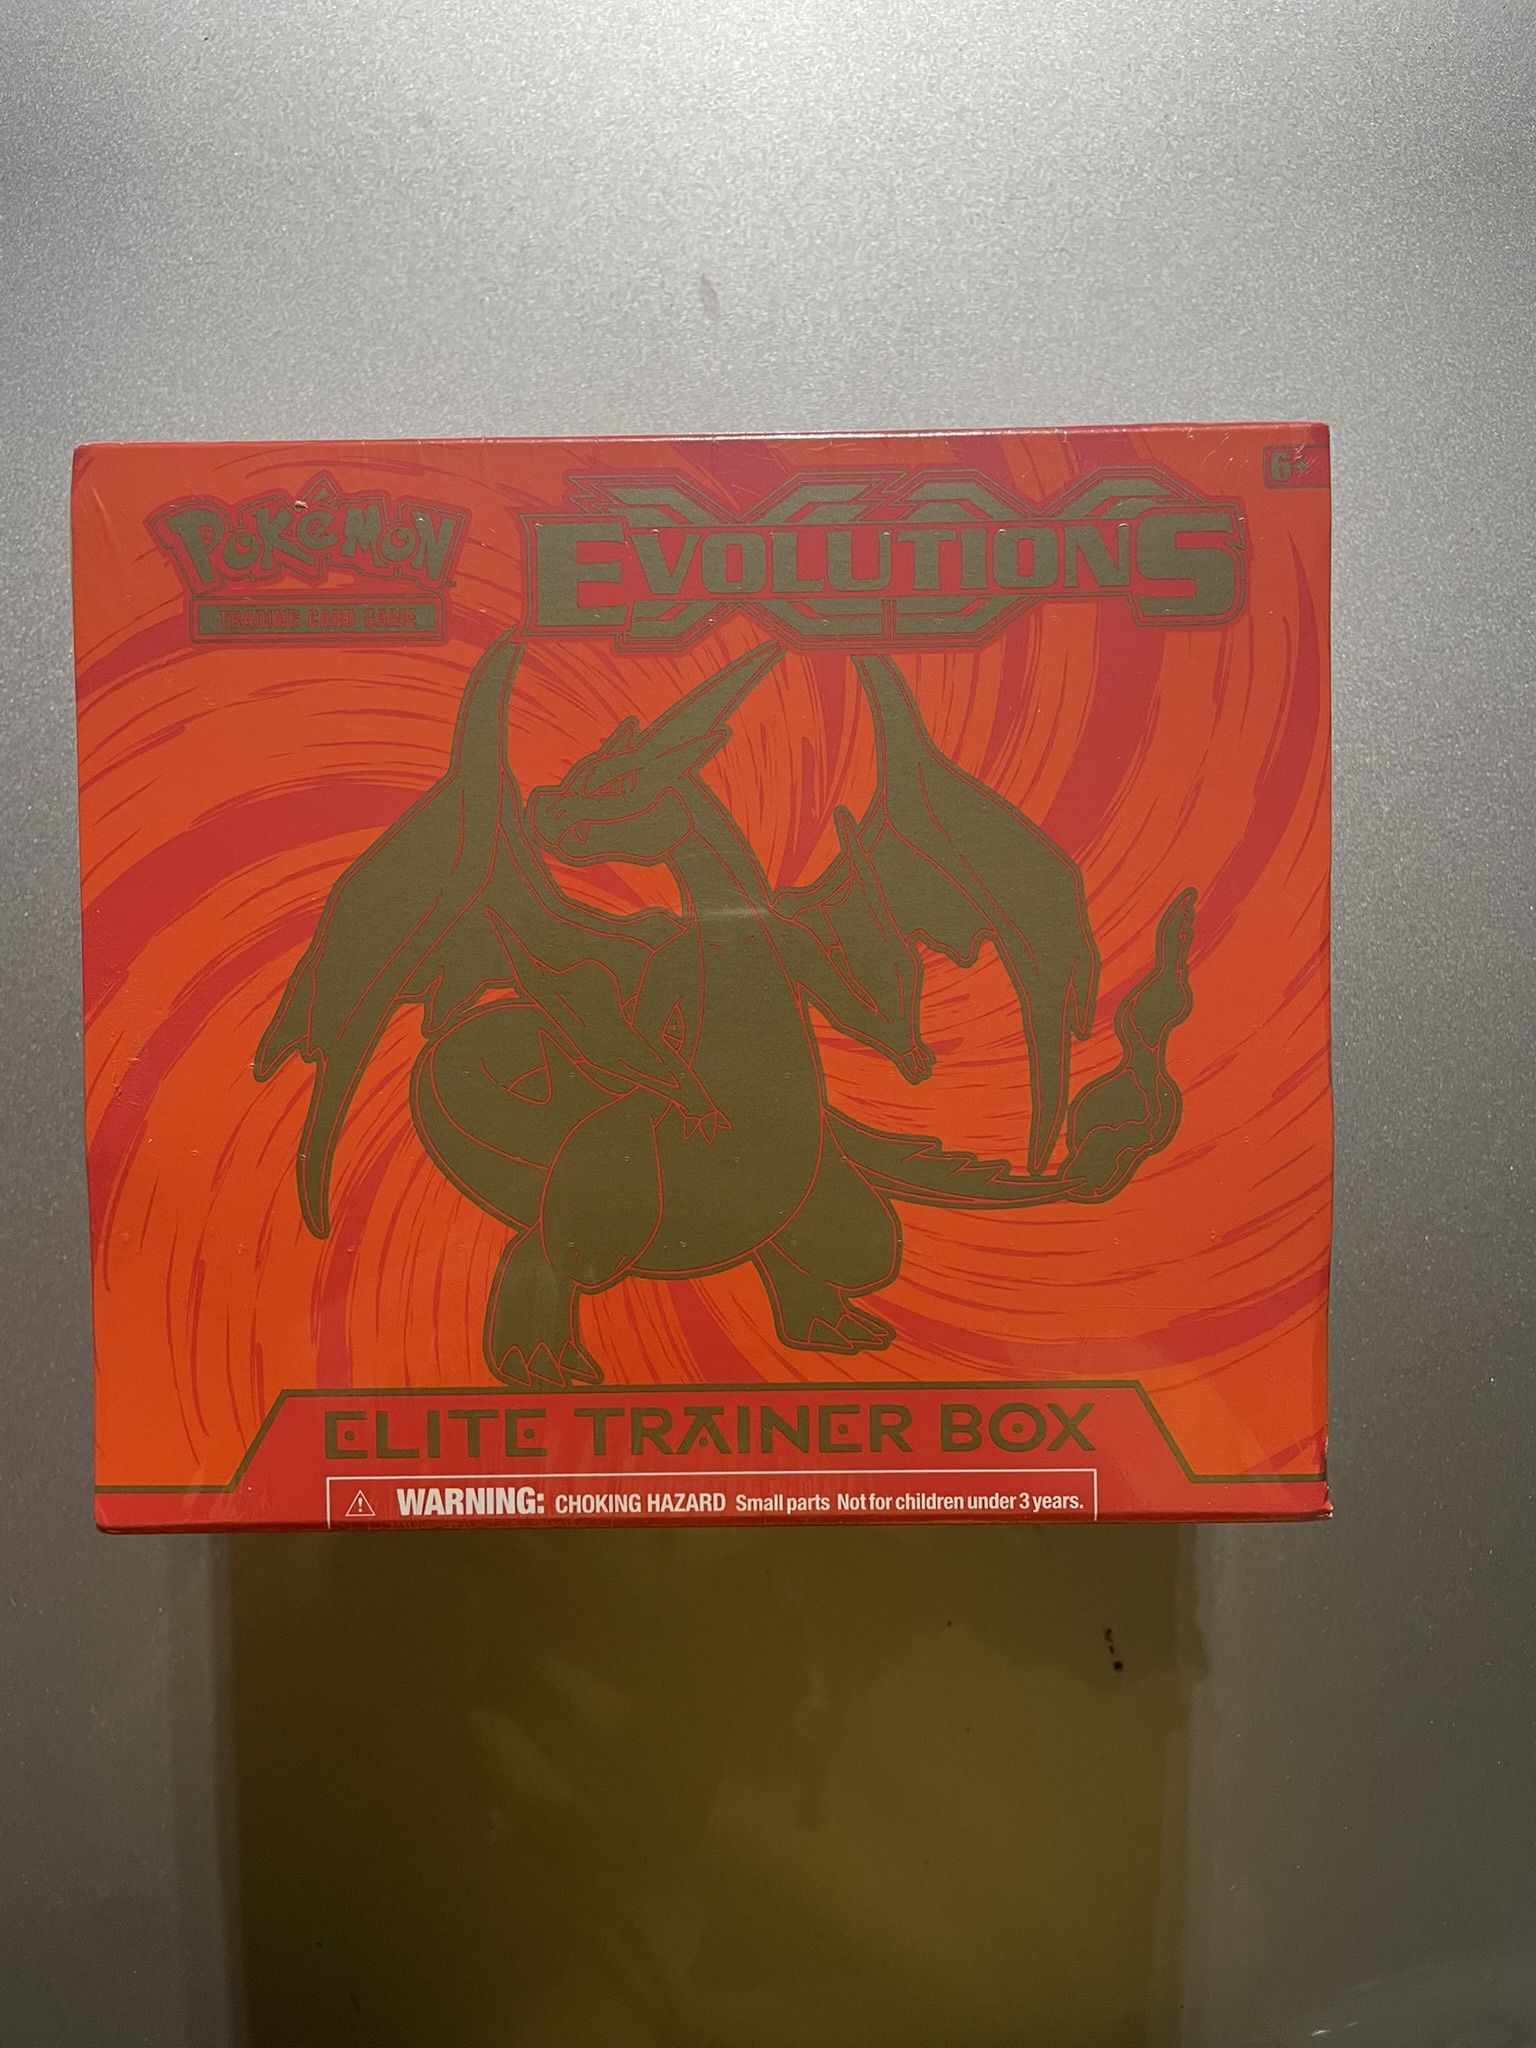 6+
POKéMON
TRADING CARD GAME
XY
EVOLUTIONS
ELITE TRAINER BOX
WARNING: CHOKING HAZARD Small parts Not for children under 3 years.